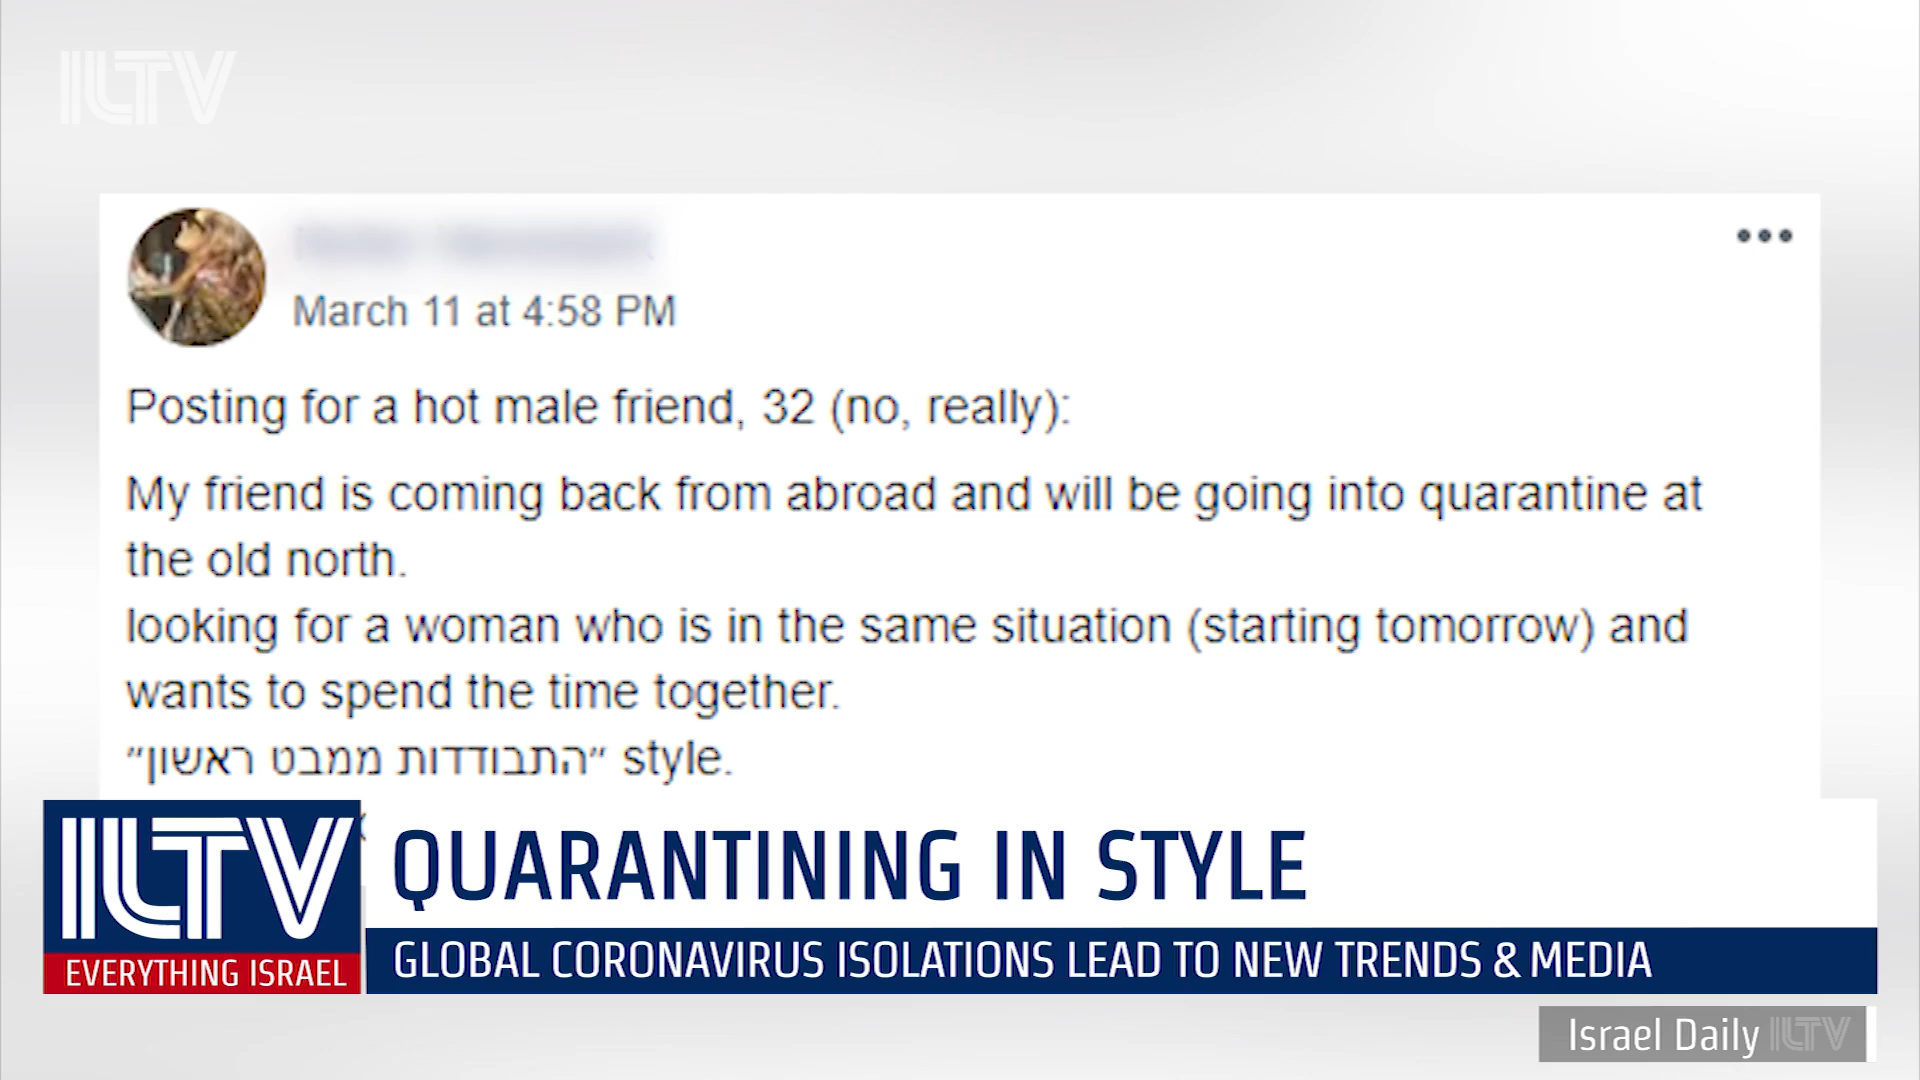 ILTV
March 11 at 4:58 PM
Posting for a hot male friend, 32 (no, really):
My friend is coming back from abroad and will be going into quarantine at
the old north.
looking for a woman who is in the same situation (starting tomorrow) and
wants to spend the time together.
״התבודדות ממבט ראשון״ style.
ILTV
EVERYTHING ISRAEL
QUARANTINING IN STYLE
GLOBAL CORONAVIRUS ISOLATIONS LEAD TO NEW TRENDS & MEDIA
Israel Daily ILTV